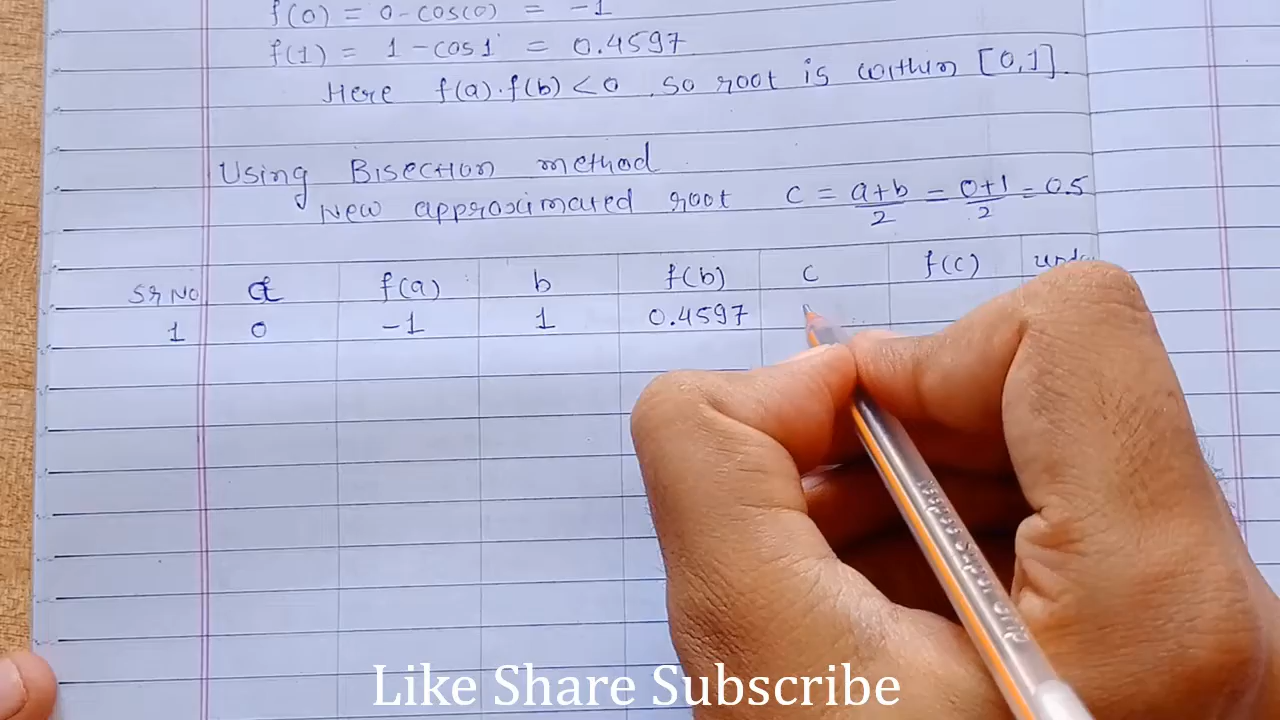 f(0) = 0-cos(0) = -1
f(1) = 1-cos1 = 0.4597
Here f(a).f(b) < 0, so root is within [0,1].
Using Bisection method
New approximated root c = a+b/2 = 0+1/2 = 0.5
Sr No a f(a) b f(b) c f(c)
1 0 -1 1 0.4597
Like Share Subscribe